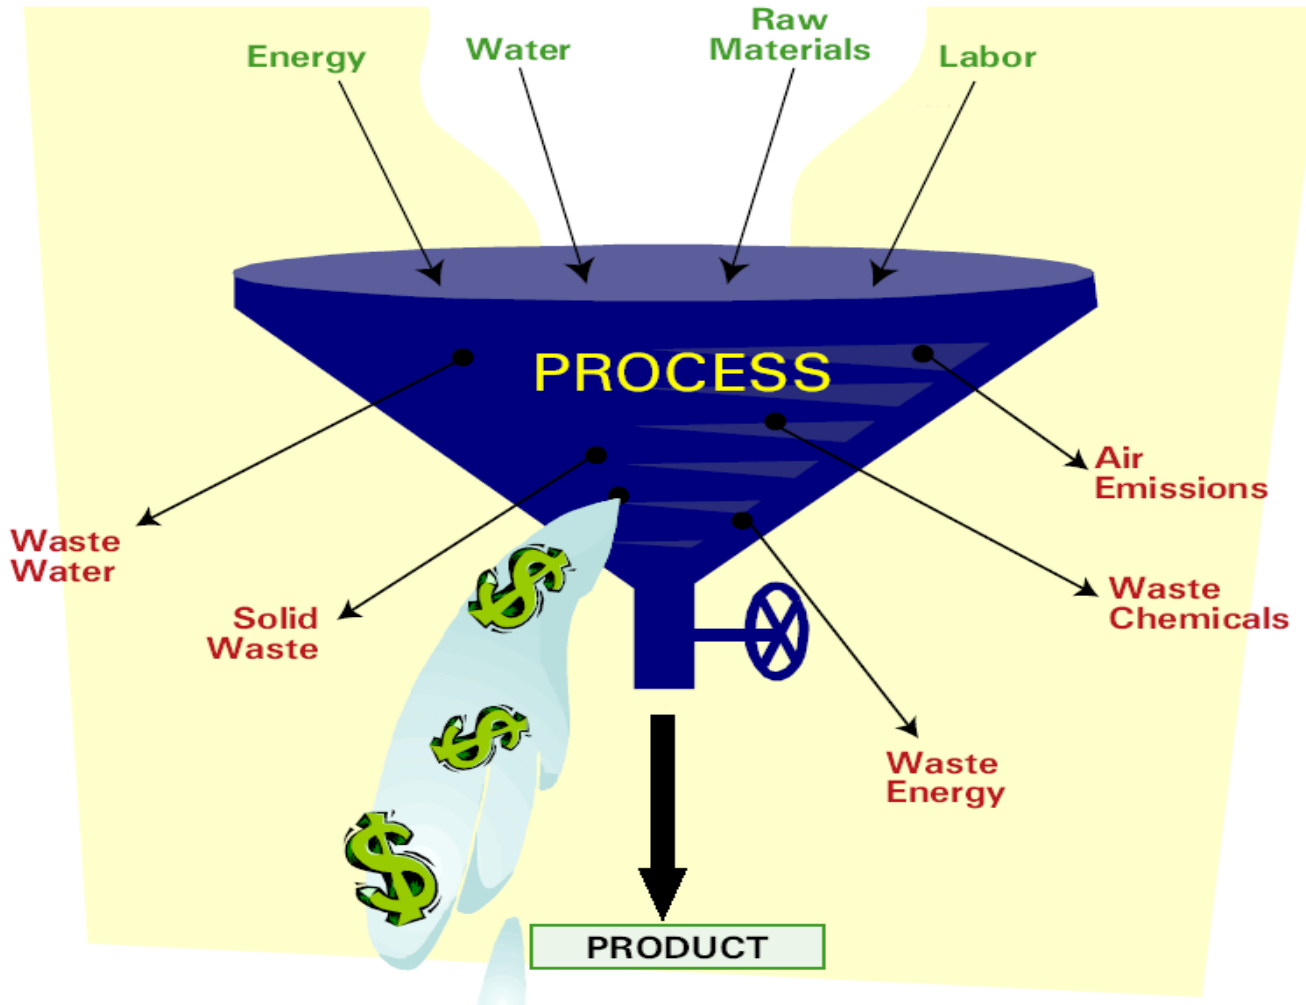 Energy
Water
Raw
Materials
Labor
PROCESS
Air
Emissions
Waste
Water
Waste
Chemicals
Solid
Waste
Waste
Energy
PRODUCT